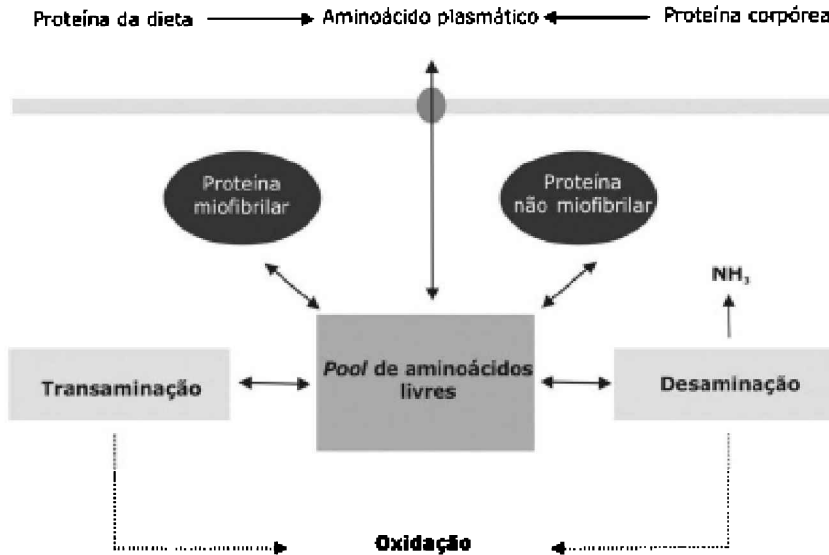 Proteína da dieta
Aminoácido plasmático
Proteína corpórea
Proteína
miofibrilar
Proteína
não miofibrilar
NH₃
Transaminação
Pool de aminoácidos
livres
Desaminação
Oxidação